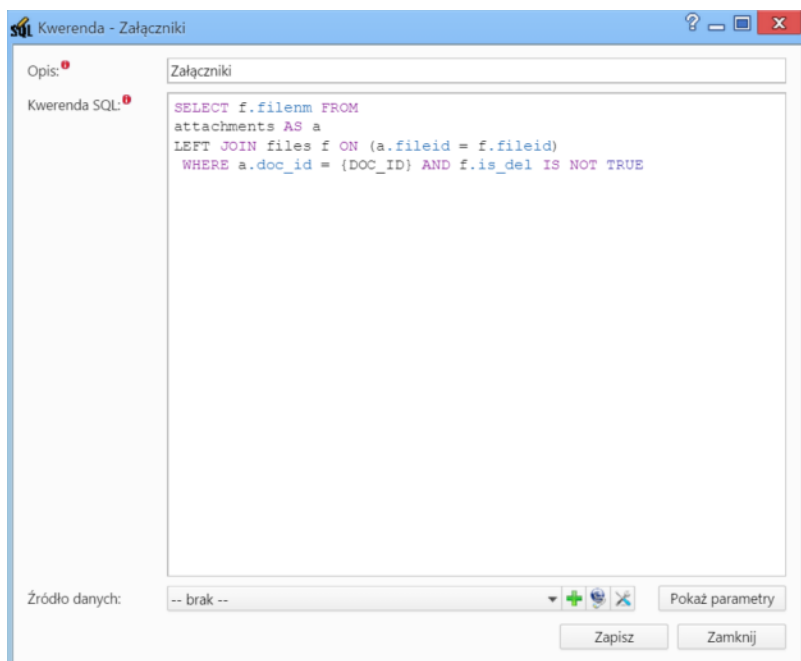 SQL Kwerenda - Załączniki
Opis: Załączniki
Kwerenda SQL:
SELECT f.filenm FROM
attachments AS a
LEFT JOIN files f ON (a.fileid = f.fileid)
WHERE a.doc_id = {DOC_ID} AND f.is_del IS NOT TRUE
Źródło danych: -- brak -- Pokaż parametry
Zapisz Zamknij